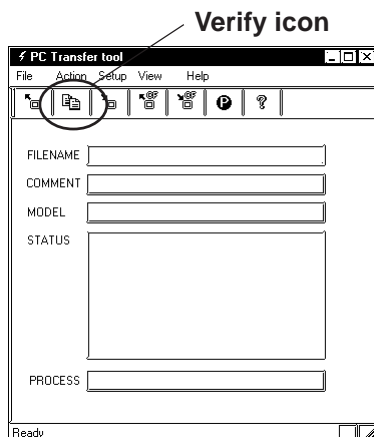 Verify icon
PC Transfer tool
File Action Setup View Help
FILENAME
COMMENT
MODEL
STATUS
PROCESS
Ready